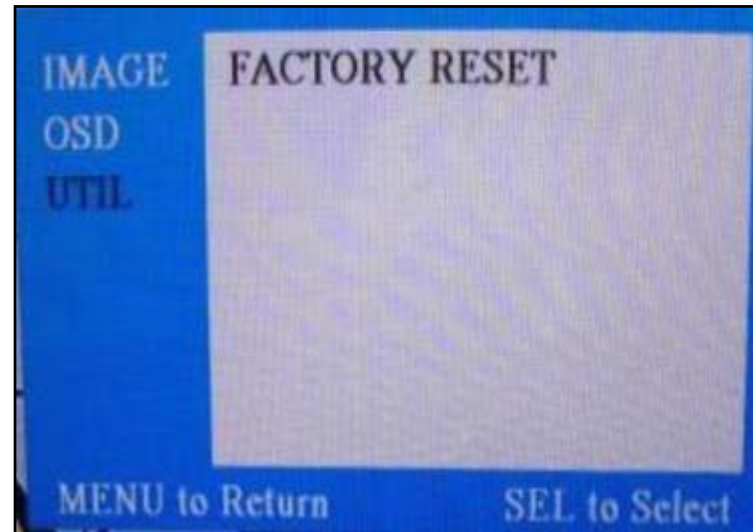 IMAGE
OSD
UTIL
FACTORY RESET
MENU to Return
SEL to Select